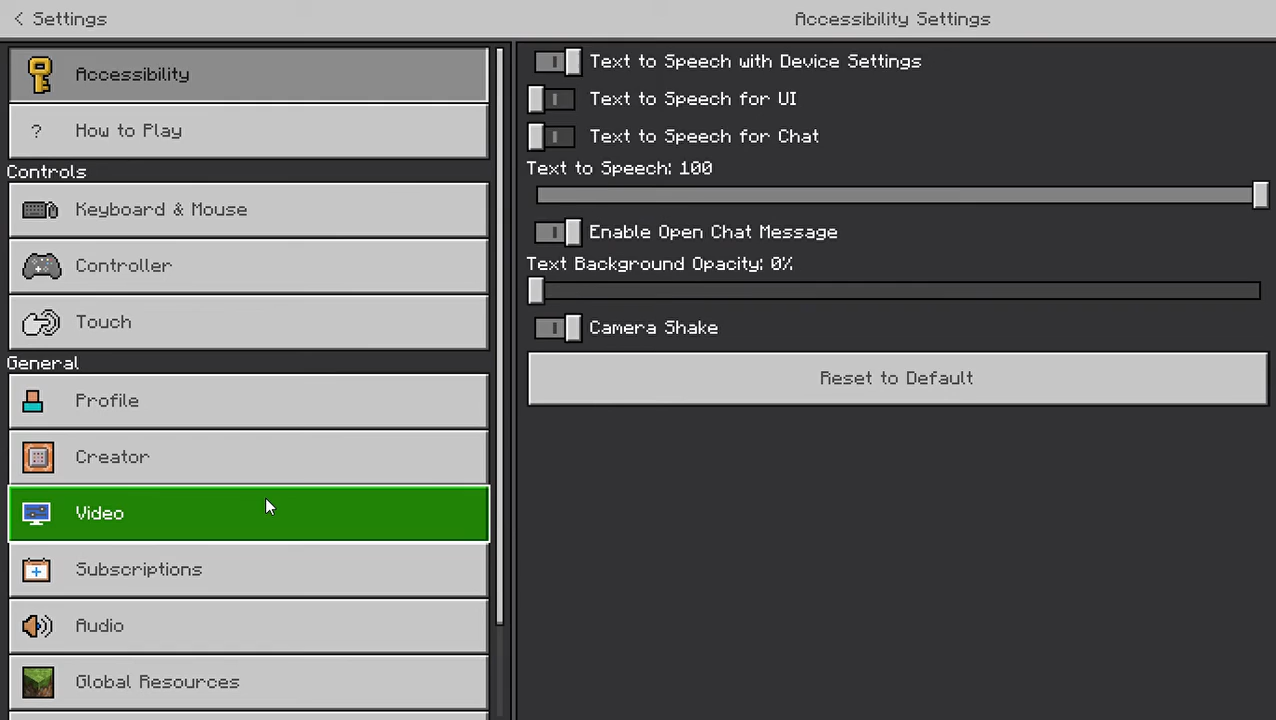 Settings
Accessibility Settings
Accessibility
? How to Play
Controls
Keyboard & Mouse
Controller
Touch
General
Profile
Creator
Video
Subscriptions
Audio
Global Resources
Text to Speech with Device Settings
Text to Speech for UI
Text to Speech for Chat
Text to Speech: 100
Enable Open Chat Message
Text Background Opacity: 0%
Camera Shake
Reset to Default